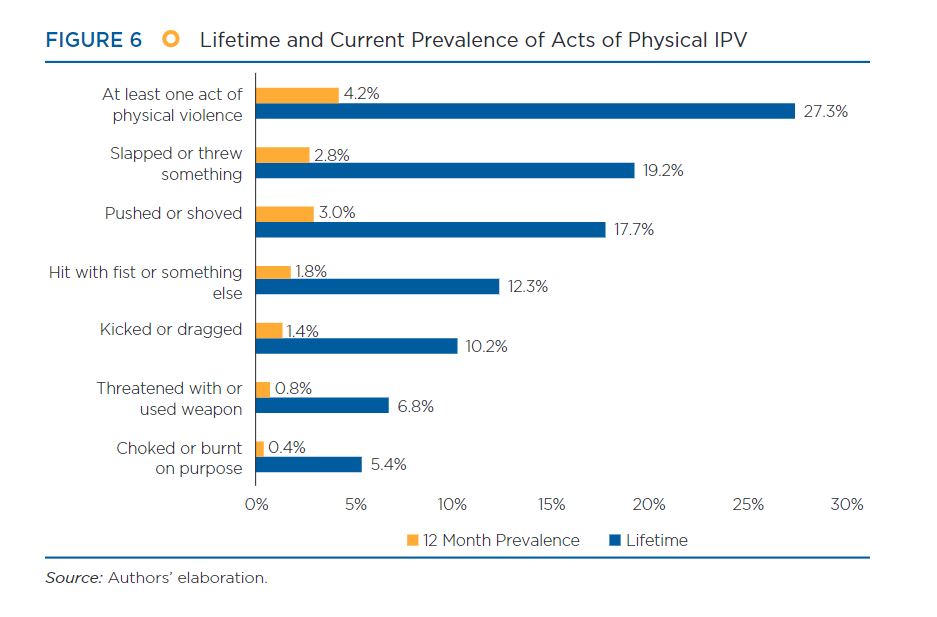 FIGURE 6 Lifetime and Current Prevalence of Acts of Physical IPV
At least one act of
physical violence
4.2%
27.3%
Slapped or threw
something
2.8%
19.2%
Pushed or shoved
3.0%
17.7%
Hit with fist or something
else
1.8%
12.3%
Kicked or dragged
1.4%
10.2%
Threatened with or
used weapon
0.8%
6.8%
Choked or burnt
on purpose
0.4%
5.4%
0% 5% 10% 15% 20% 25% 30%
12 Month Prevalence Lifetime
Source: Authors’ elaboration.